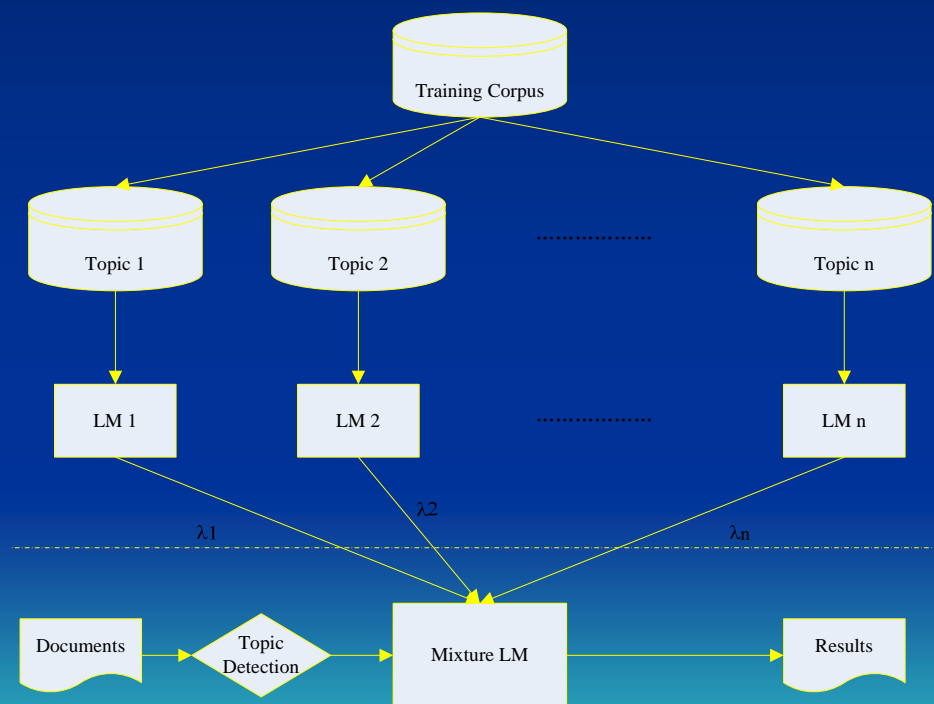 Training Corpus
Topic 1
Topic 2
..................
Topic n
LM 1
LM 2
..................
LM n
λ1
λ2
λn
Documents
Topic
Detection
Mixture LM
Results